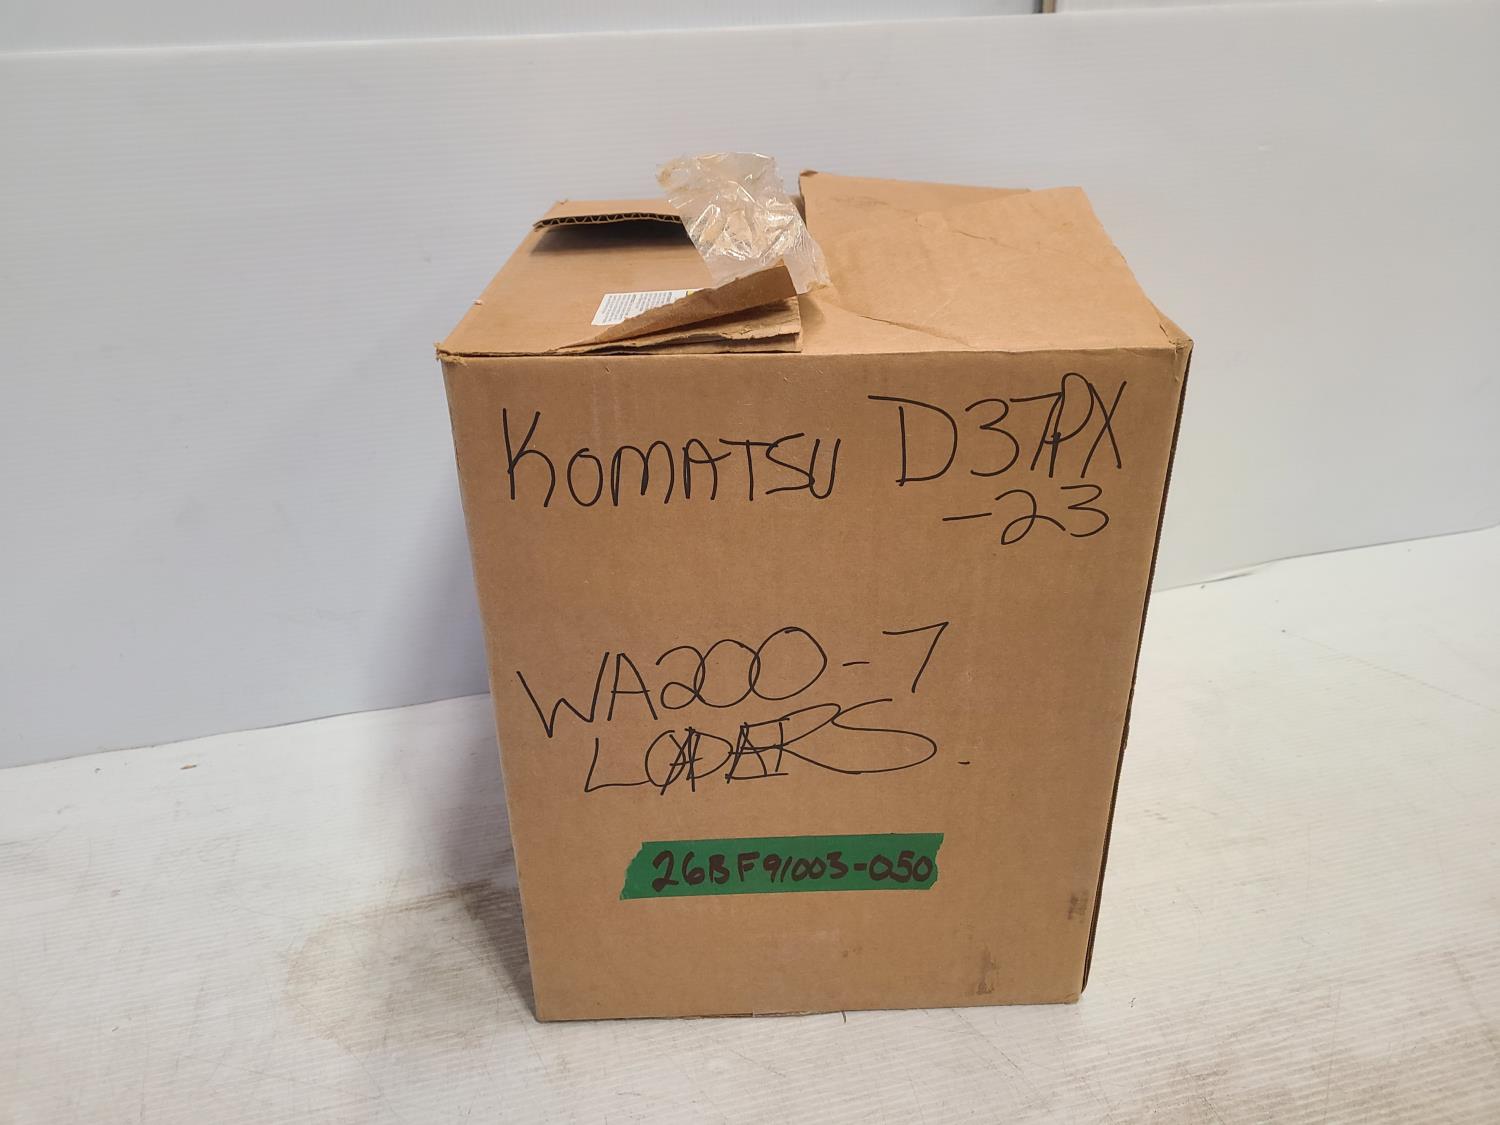 KOMATSU D37PX
-23
WA200-7
LOADERS.
26BF91003-050